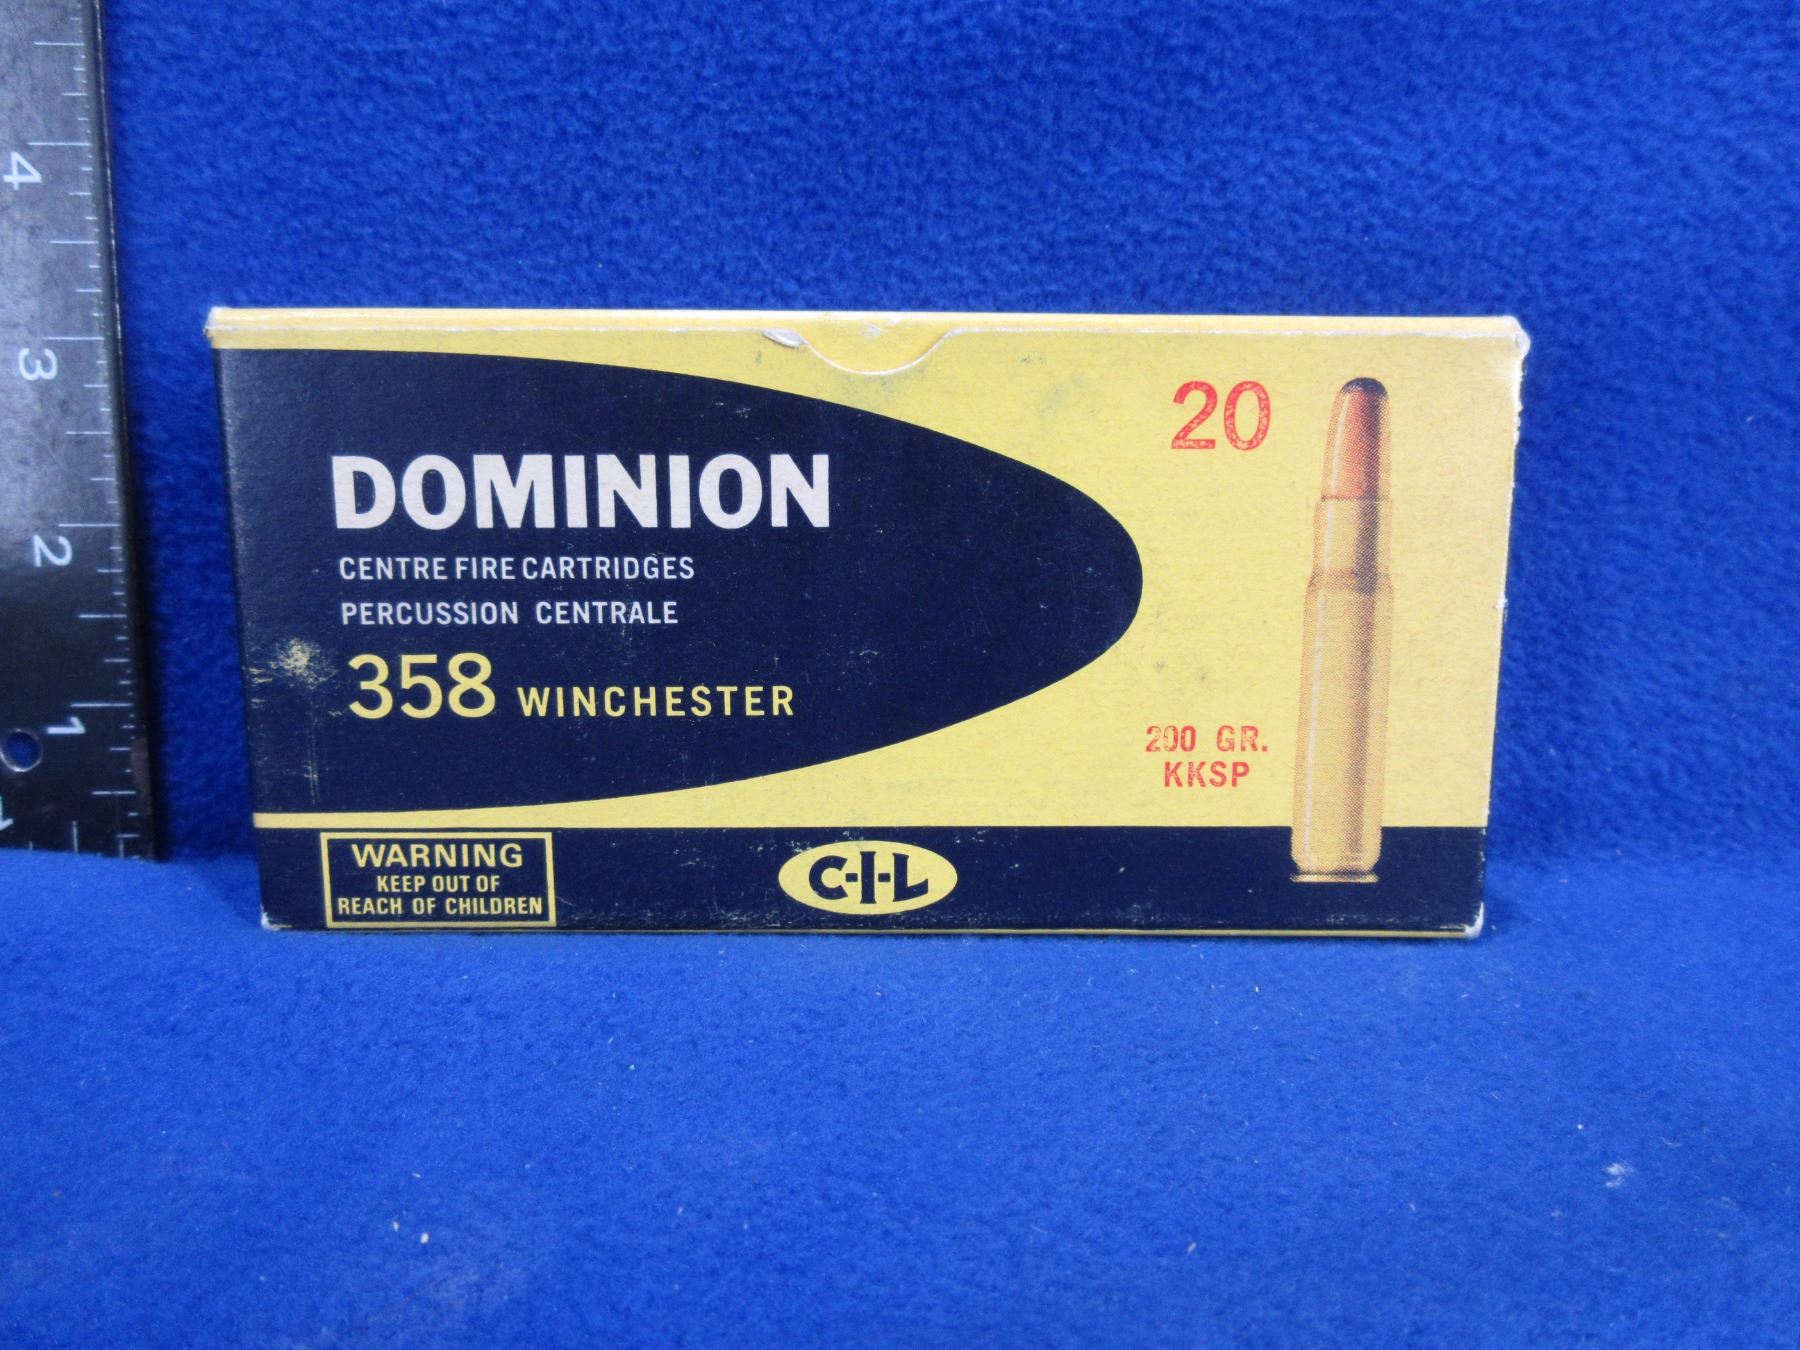 4
3
2
1
DOMINION
CENTRE FIRE CARTRIDGES
PERCUSSION CENTRALE
358 WINCHESTER
20
200 GR.
KKSP
WARNING
KEEP OUT OF
REACH OF CHILDREN
C-I-L